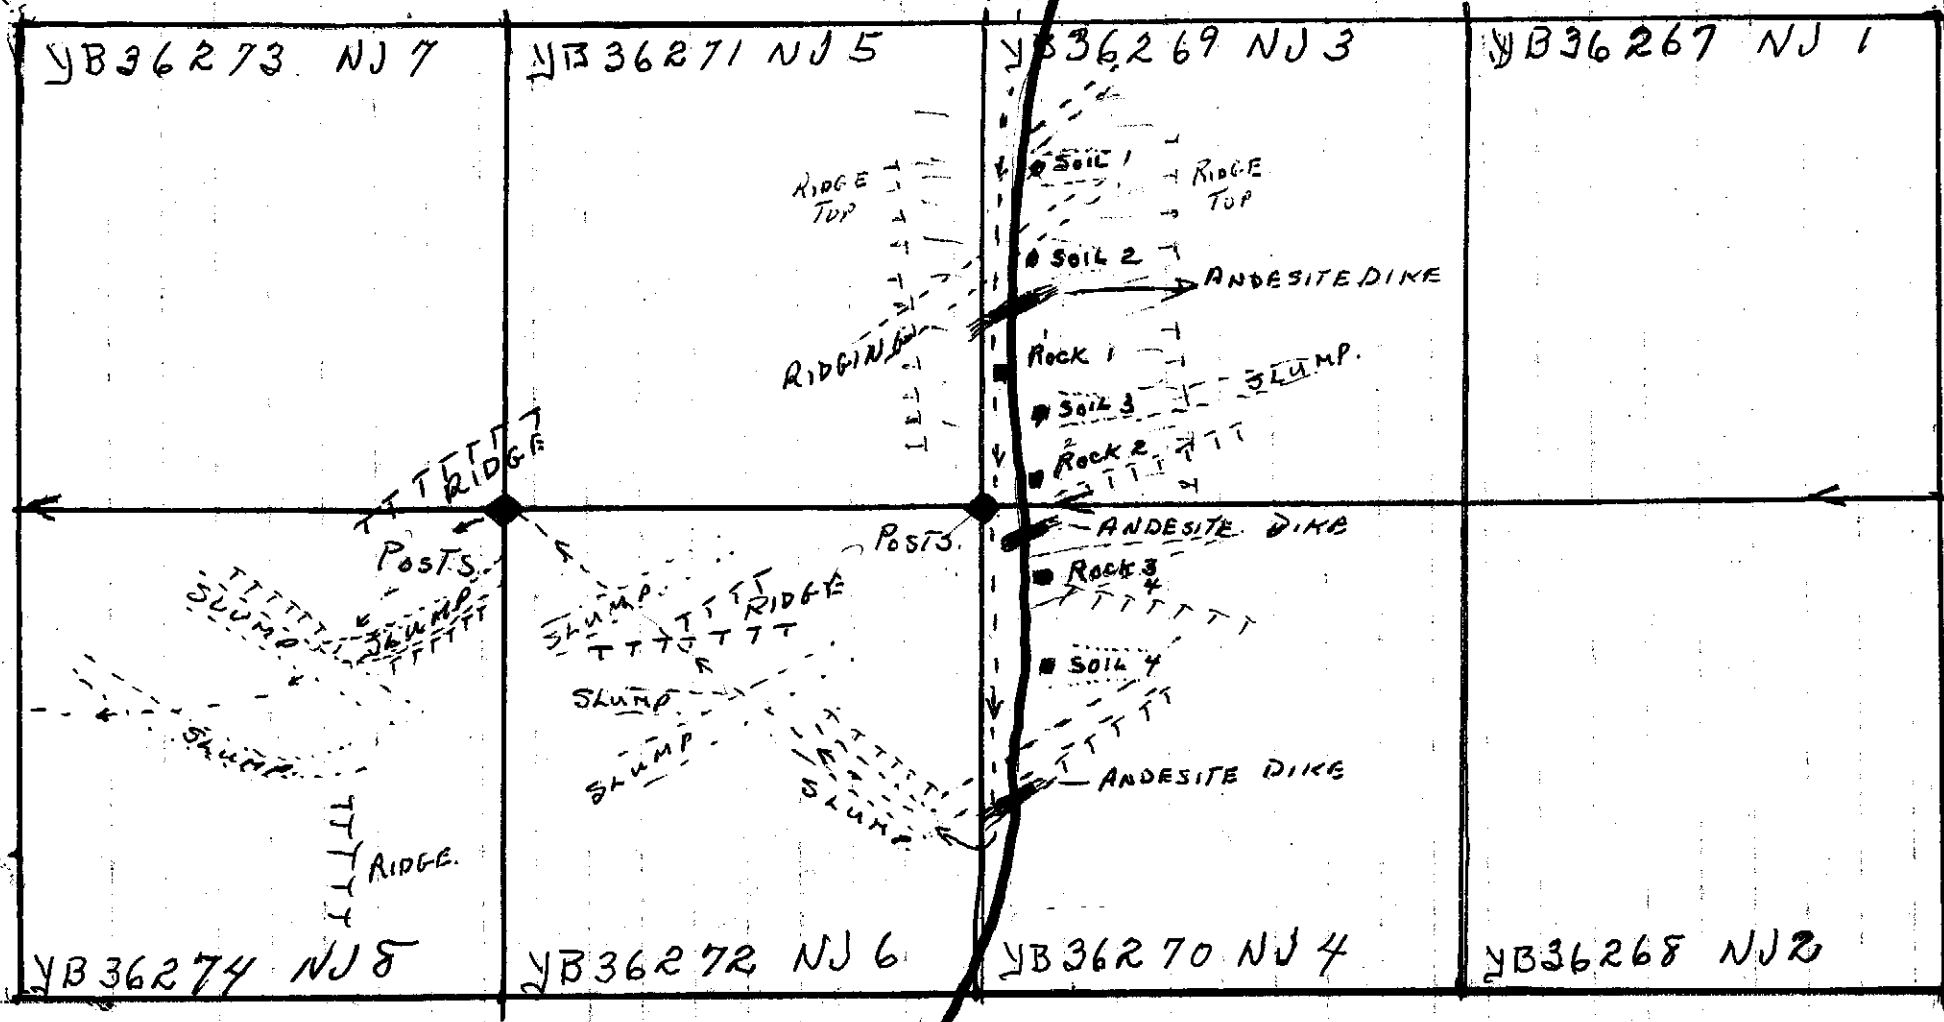 YB36273 NJ 7
YB36271 NJ 5
YB36269 NJ 3
YB36267 NJ 1
SOIL 1
RIDGE
TOP
RIDGE
TOP
SOIL 2
ANDESITE DIKE
RIDGING
ROCK 1
SLUMP.
SOIL 3
ROCK 2
RIDGE
POSTS
POSTS.
ANDESITE DIKE
ROCK 3
SLUMP
SLUMP
SLUMP.
RIDGE
SOIL 4
SLUMP
SLUMP
SLUMP
SLUMP
ANDESITE DIKE
RIDGE.
YB36274 NJ 8
YB36272 NJ 6
YB36270 NJ 4
YB36268 NJ 2